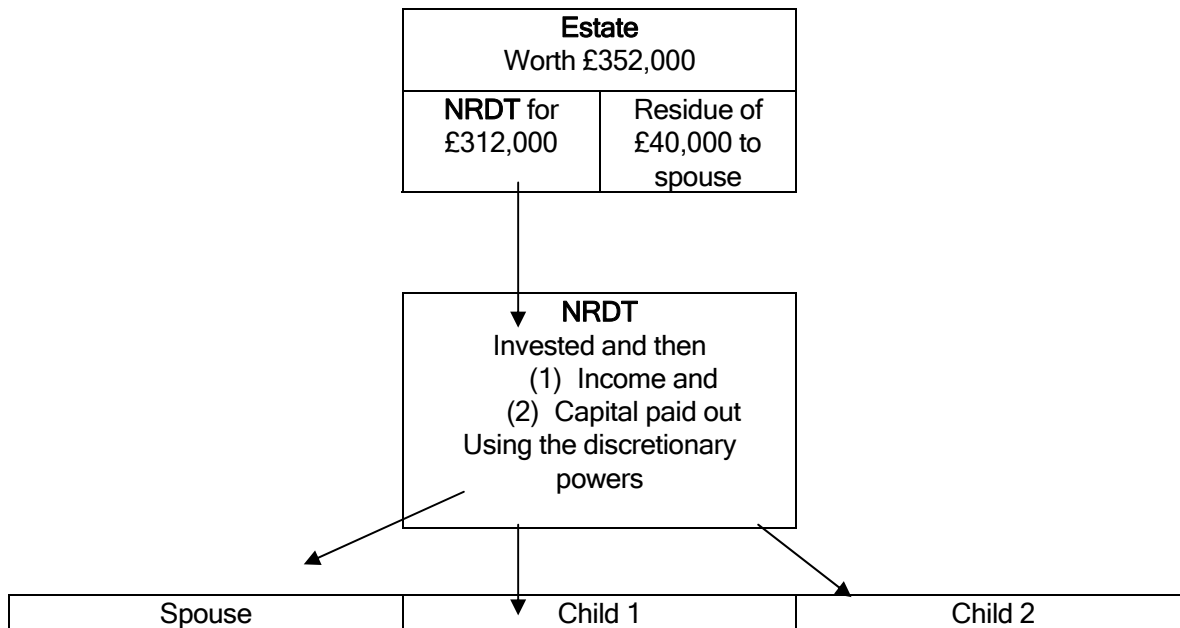 Estate
Worth £352,000
NRDT for
£312,000
Residue of
£40,000 to
spouse
NRDT
Invested and then
(1) Income and
(2) Capital paid out
Using the discretionary
powers
Spouse
Child 1
Child 2